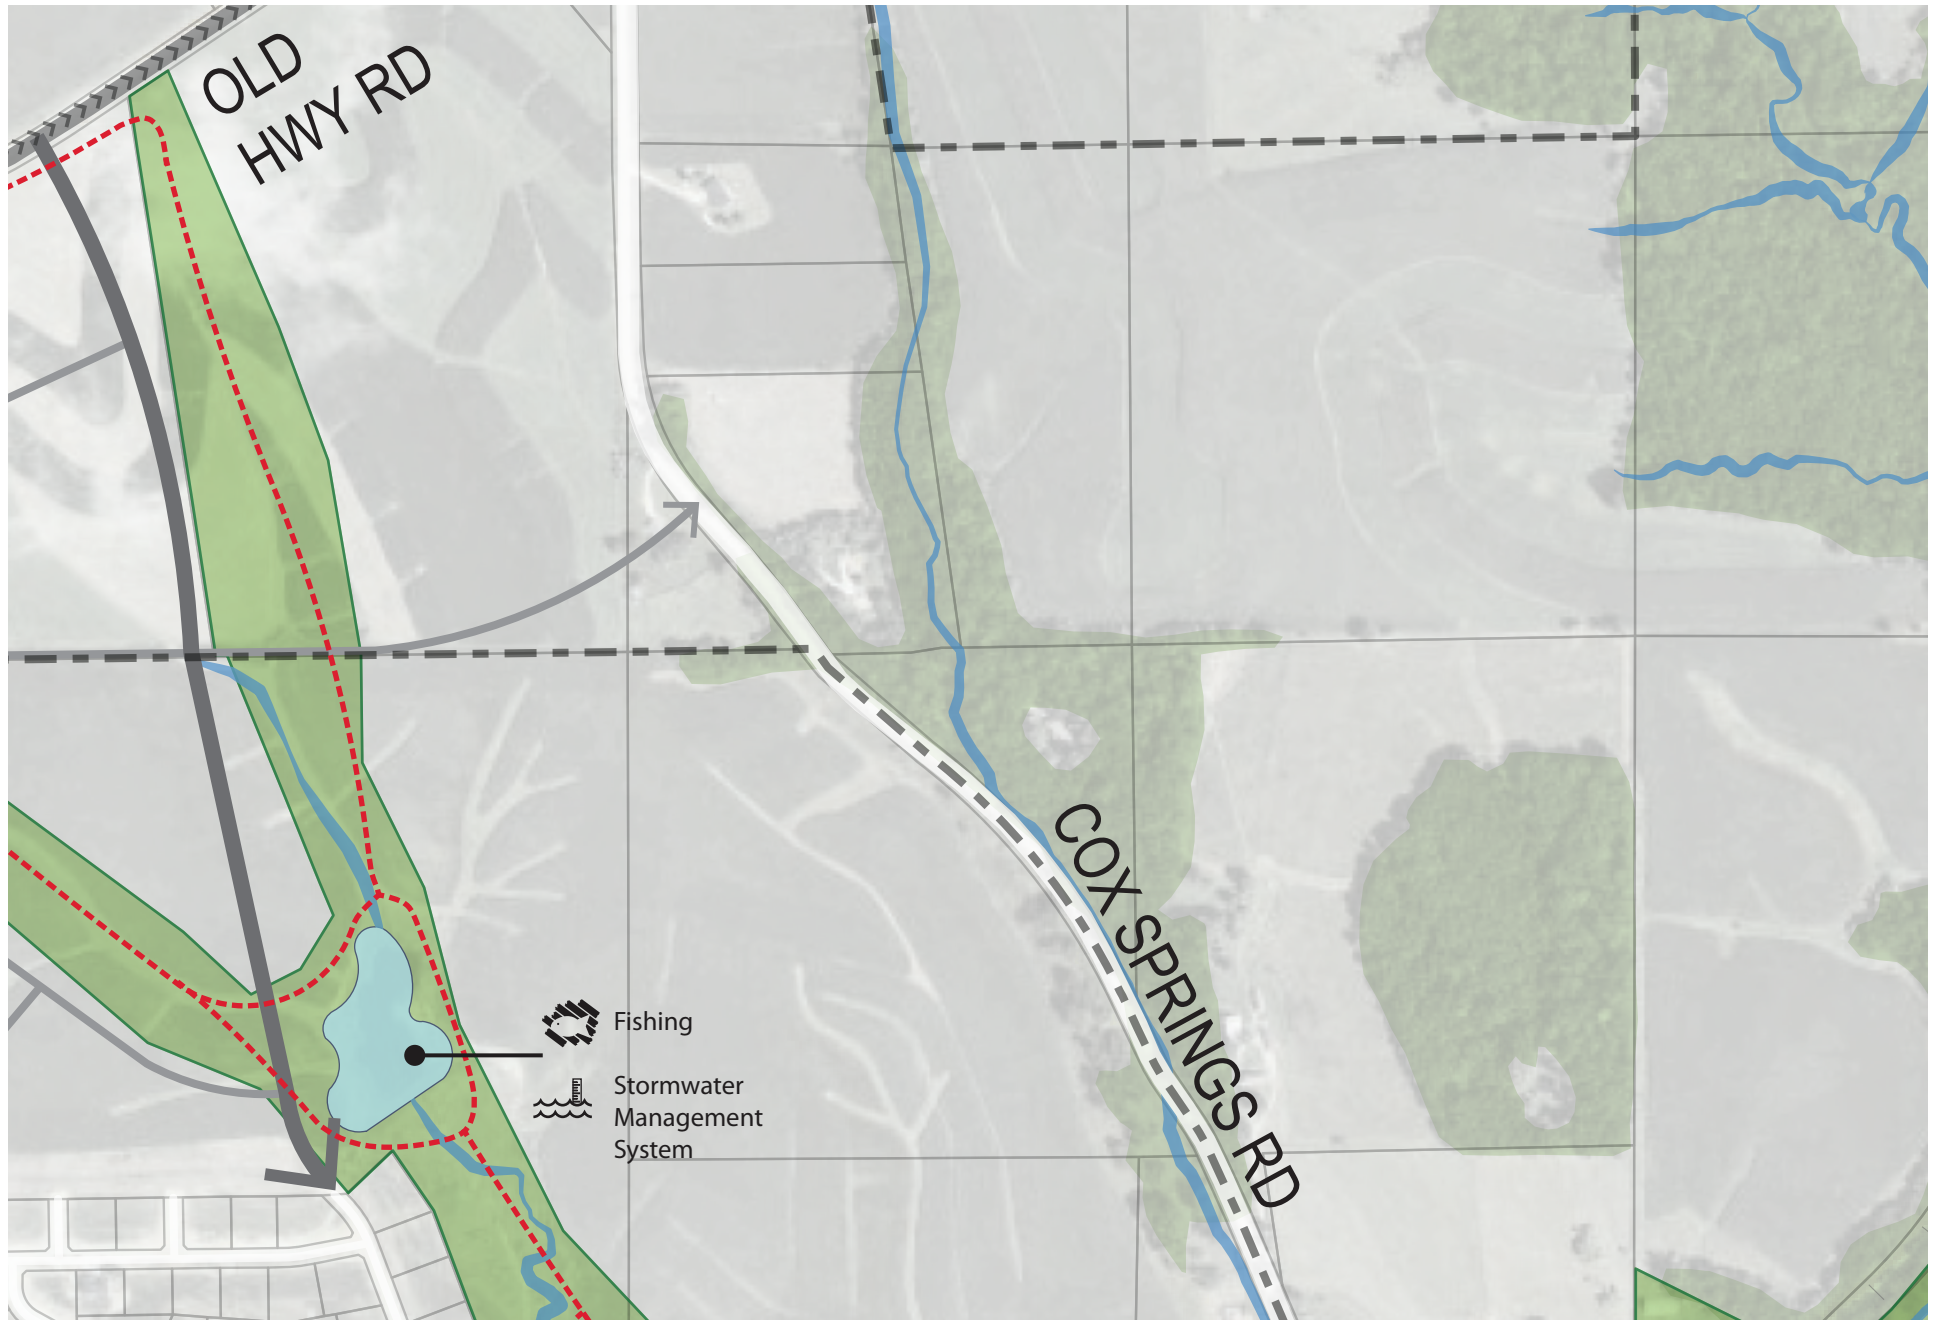 OLD
HWY RD
COX SPRINGS RD
Fishing
Stormwater
Management
System